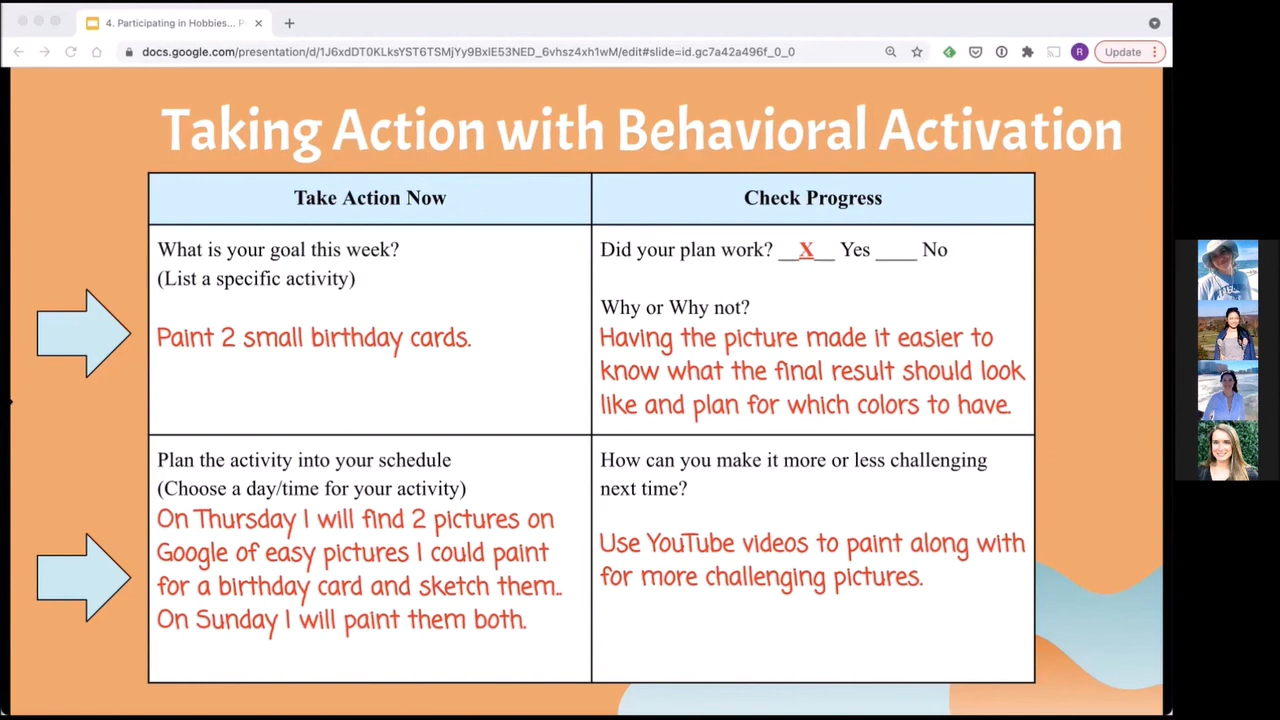 4. Participating in Hobbies... P
docs.google.com/presentation/d/1J6xdDT0KLksYST6TSMjYy9BxlE53NED_6vhsz4xh1wM/edit#slide=id.gc7a42a496f_0_0
R
Update
Taking Action with Behavioral Activation
Take Action Now
Check Progress
What is your goal this week?
(List a specific activity)
Paint 2 small birthday cards.
Did your plan work? __X__ Yes ____ No
Why or Why not?
Having the picture made it easier to
know what the final result should look
like and plan for which colors to have.
Plan the activity into your schedule
(Choose a day/time for your activity)
On Thursday I will find 2 pictures on
Google of easy pictures I could paint
for a birthday card and sketch them..
On Sunday I will paint them both.
How can you make it more or less challenging
next time?
Use YouTube videos to paint along with
for more challenging pictures.